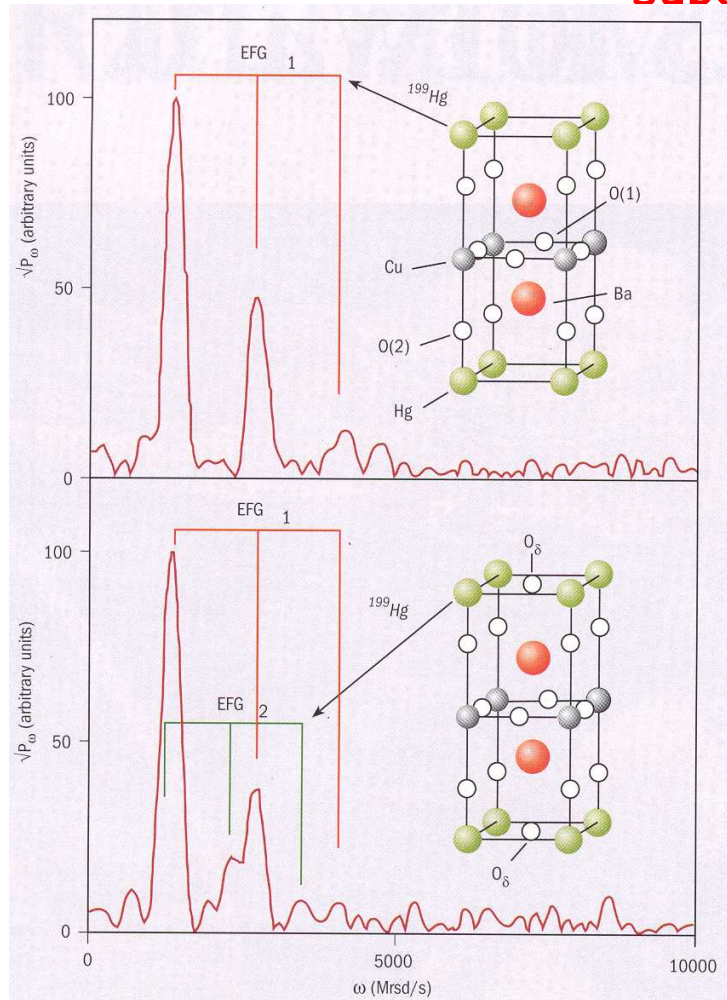 EFG 1
199Hg
100
O(1)
√Pω (arbitrary units)
50
Cu
Ba
O(2)
Hg
0
EFG 1
Oδ
100
199Hg
√Pω (arbitrary units)
EFG 2
50
Oδ
0
0 5000 10000
ω (Mrsd/s)